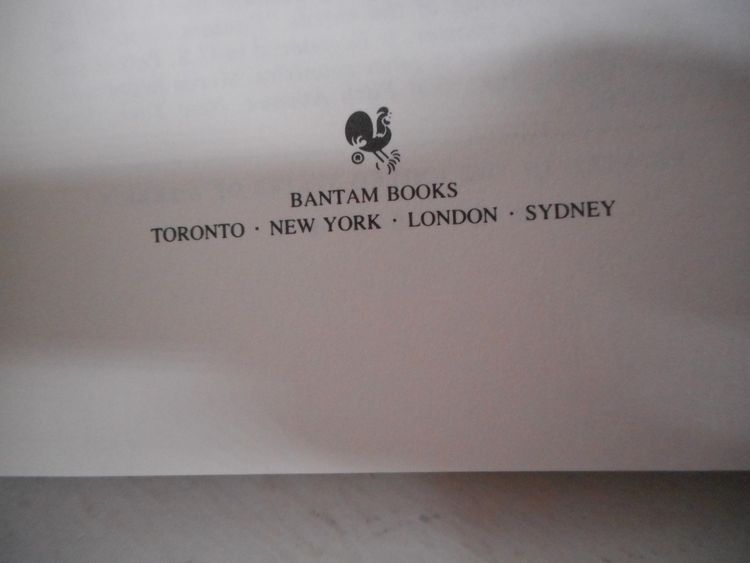 BANTAM BOOKS
TORONTO · NEW YORK · LONDON · SYDNEY